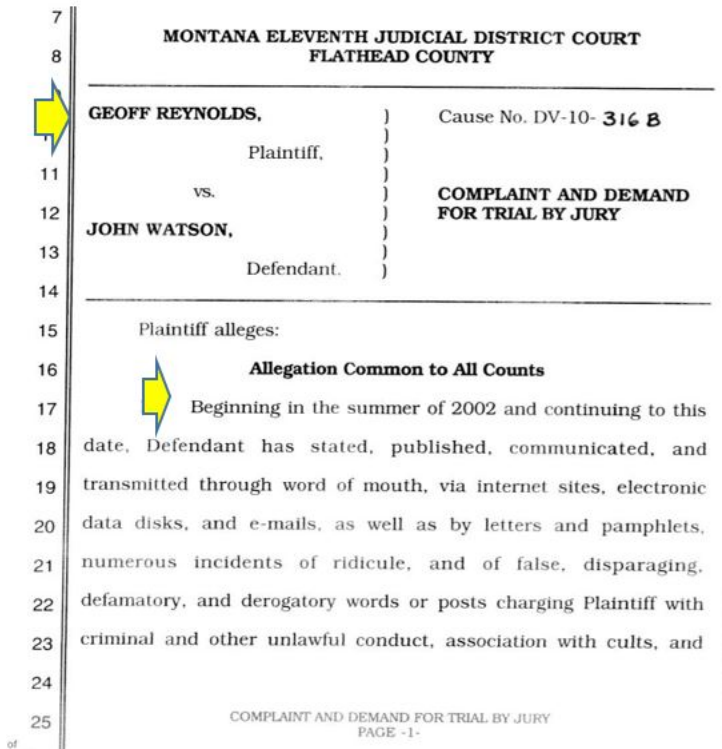 7
MONTANA ELEVENTH JUDICIAL DISTRICT COURT
8 FLATHEAD COUNTY
GEOFF REYNOLDS, ) Cause No. DV-10- 316 B
)
Plaintiff, )
11 )
vs. ) COMPLAINT AND DEMAND
12 ) FOR TRIAL BY JURY
JOHN WATSON, )
13 )
Defendant. )
14
15 Plaintiff alleges:
16 Allegation Common to All Counts
17 Beginning in the summer of 2002 and continuing to this
18 date, Defendant has stated, published, communicated, and
19 transmitted through word of mouth, via internet sites, electronic
20 data disks, and e-mails, as well as by letters and pamphlets,
21 numerous incidents of ridicule, and of false, disparaging,
22 defamatory, and derogatory words or posts charging Plaintiff with
23 criminal and other unlawful conduct, association with cults, and
24
25 COMPLAINT AND DEMAND FOR TRIAL BY JURY
PAGE -1-
of